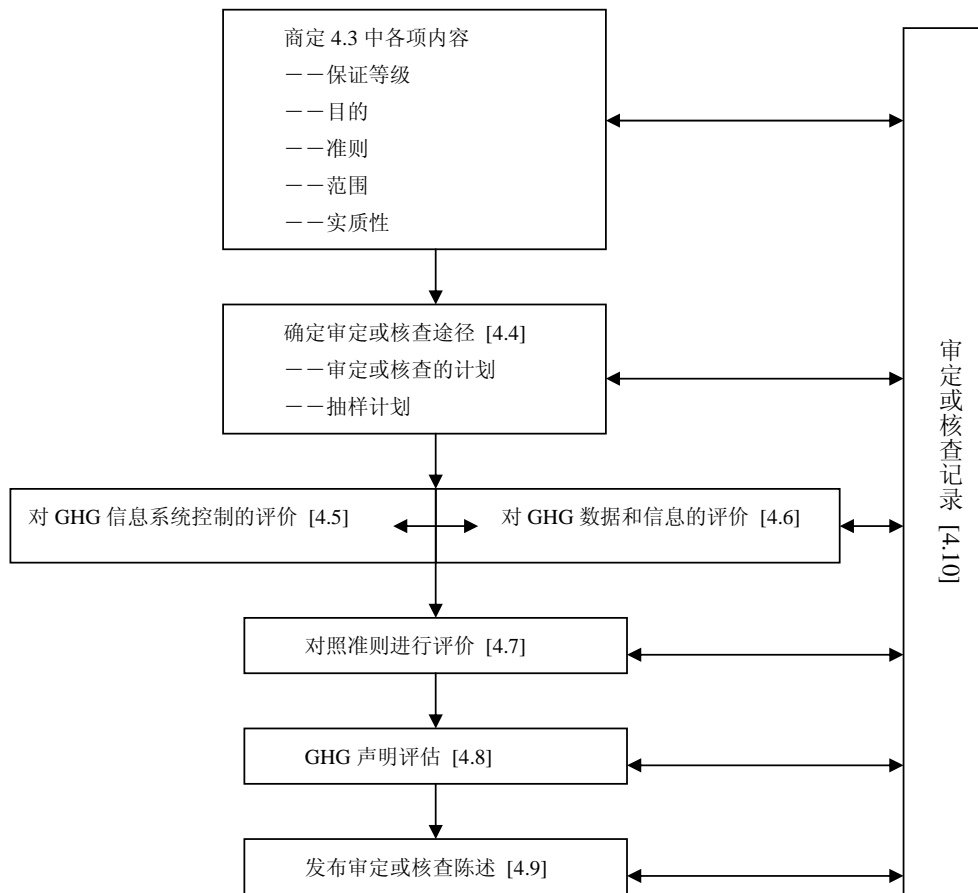 商定 4.3 中各项内容
－－保证等级
－－目的
－－准则
－－范围
－－实质性
确定审定或核查途径 [4.4]
－－审定或核查的计划
－－抽样计划
对 GHG 信息系统控制的评价 [4.5]
对 GHG 数据和信息的评价 [4.6]
对照准则进行评价 [4.7]
GHG 声明评估 [4.8]
发布审定或核查陈述 [4.9]
审定或核查记录 [4.10]